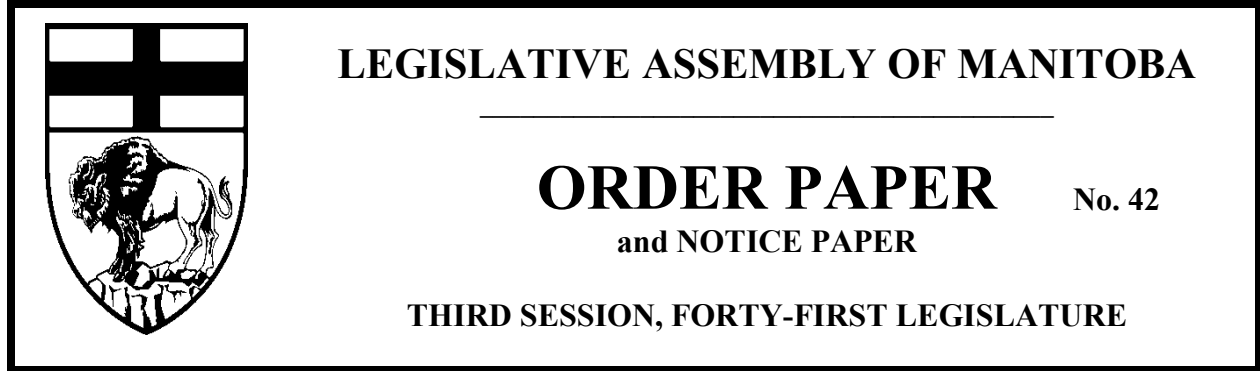 LEGISLATIVE ASSEMBLY OF MANITOBA
ORDER PAPER No. 42
and NOTICE PAPER
THIRD SESSION, FORTY-FIRST LEGISLATURE